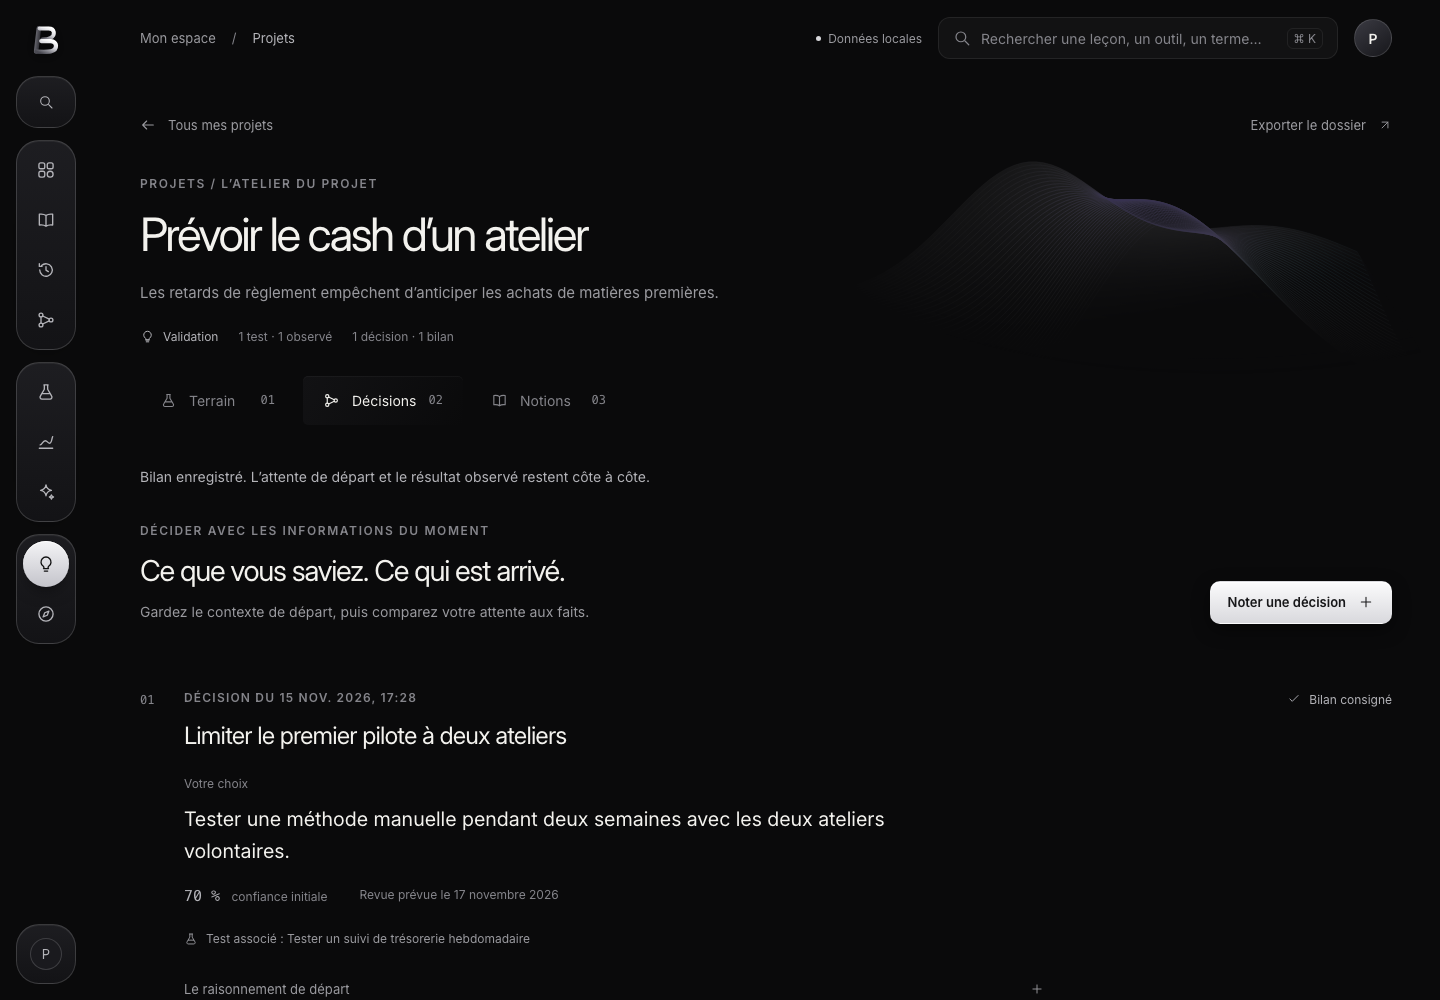 B
Mon espace / Projets
Données locales
Rechercher une leçon, un outil, un terme...
⌘ K
P
Tous mes projets
Exporter le dossier
PROJETS / L’ATELIER DU PROJET
Prévoir le cash d’un atelier
Les retards de règlement empêchent d’anticiper les achats de matières premières.
Validation 1 test · 1 observé 1 décision · 1 bilan
Terrain 01 Décisions 02 Notions 03
Bilan enregistré. L’attente de départ et le résultat observé restent côte à côte.
DÉCIDER AVEC LES INFORMATIONS DU MOMENT
Ce que vous saviez. Ce qui est arrivé.
Gardez le contexte de départ, puis comparez votre attente aux faits.
Noter une décision +
01 DÉCISION DU 15 NOV. 2026, 17:28
Bilan consigné
Limiter le premier pilote à deux ateliers
Votre choix
Tester une méthode manuelle pendant deux semaines avec les deux ateliers
volontaires.
70 % confiance initiale Revue prévue le 17 novembre 2026
Test associé : Tester un suivi de trésorerie hebdomadaire
Le raisonnement de départ +
P